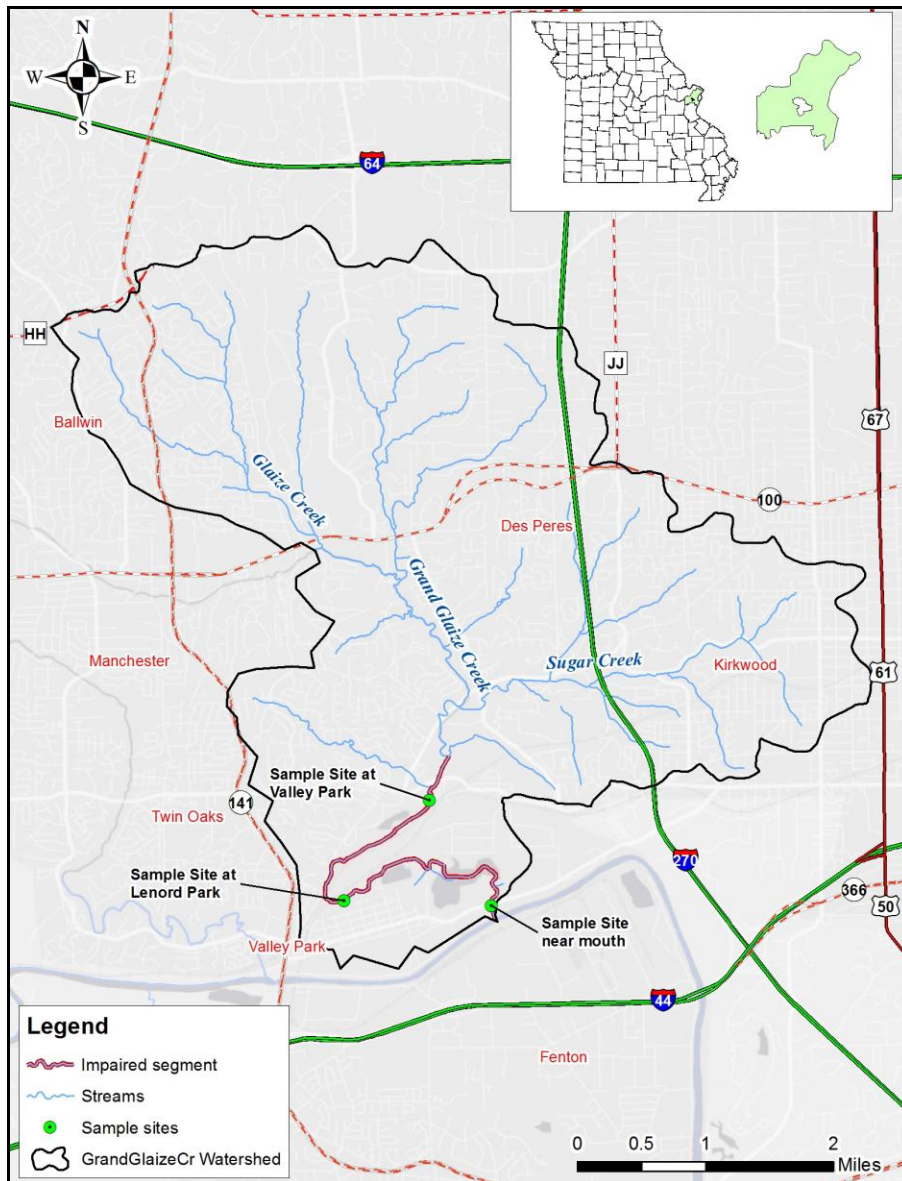 N
W
E
S
64
HH
JJ
67
Ballwin
Glaize Creek
100
Des Peres
Grand Glaize Creek
Manchester
Sugar Creek
Kirkwood
61
Sample Site at
Valley Park
Twin Oaks
141
270
Sample Site at
Lenord Park
366
50
Sample Site
near mouth
Valley Park
44
Legend
Impaired segment
Streams
Sample sites
GrandGlaizeCr Watershed
Fenton
0 0.5 1 2
Miles